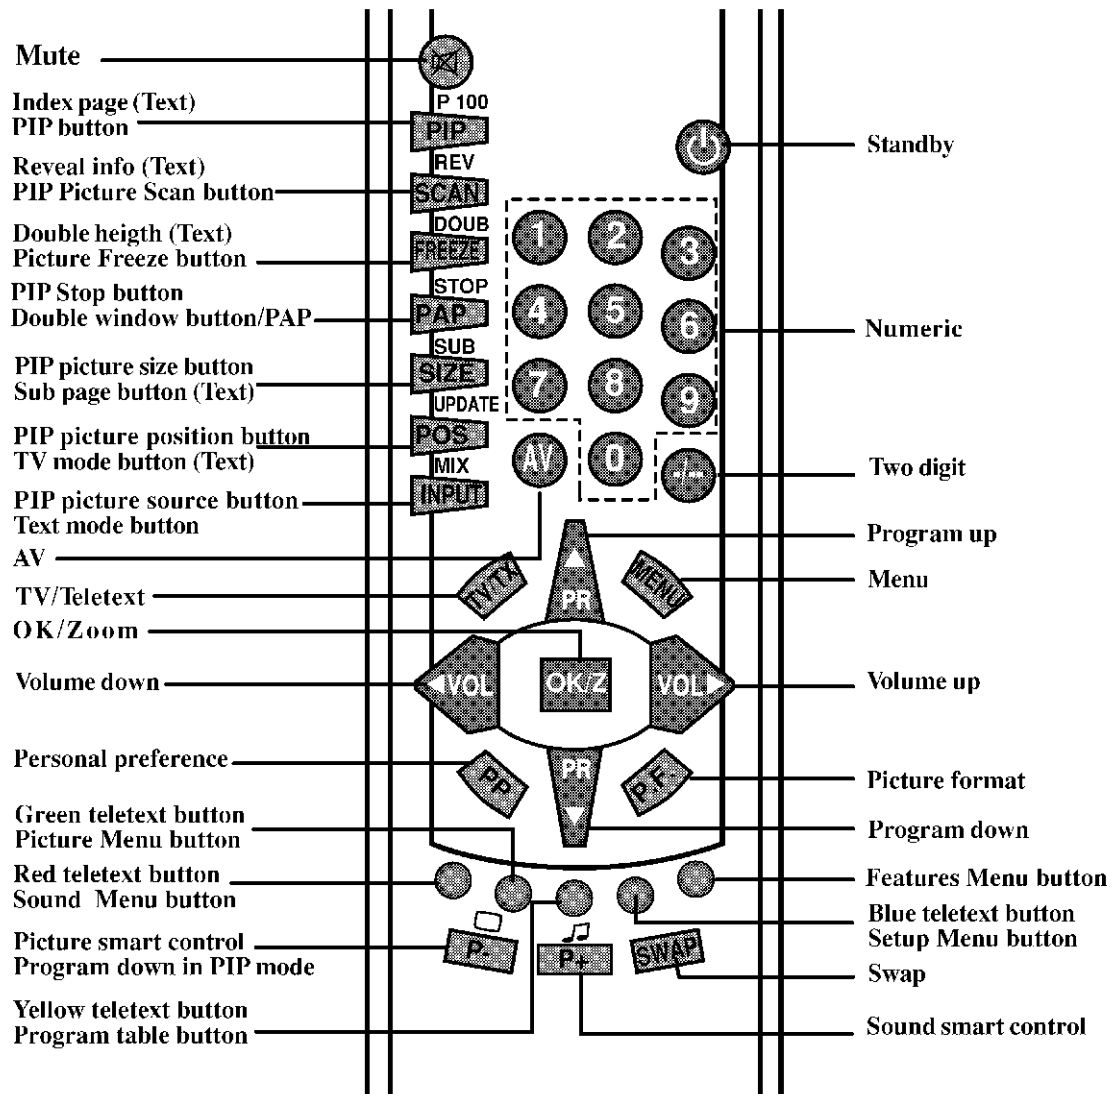 Mute
Index page (Text)
PIP button
Reveal info (Text)
PIP Picture Scan button
Double heigth (Text)
Picture Freeze button
PIP Stop button
Double window button/PAP
PIP picture size button
Sub page button (Text)
PIP picture position button
TV mode button (Text)
PIP picture source button
Text mode button
AV
TV/Teletext
OK/Zoom
Volume down
Personal preference
Green teletext button
Picture Menu button
Red teletext button
Sound Menu button
Picture smart control
Program down in PIP mode
Yellow teletext button
Program table button
P 100
PIP
REV
SCAN
DOUB
FREEZE
STOP
PAP
SUB
SIZE
UPDATE
POS
MIX
INPUT
1 2 3
4 5 6
7 8 9
AV 0 -/--
TV/TX
PR
MENU
VOL
OK/Z
VOL
PP
PR
P.F.
P-
P+
SWAP
Standby
Numeric
Two digit
Program up
Menu
Volume up
Picture format
Program down
Features Menu button
Blue teletext button
Setup Menu button
Swap
Sound smart control